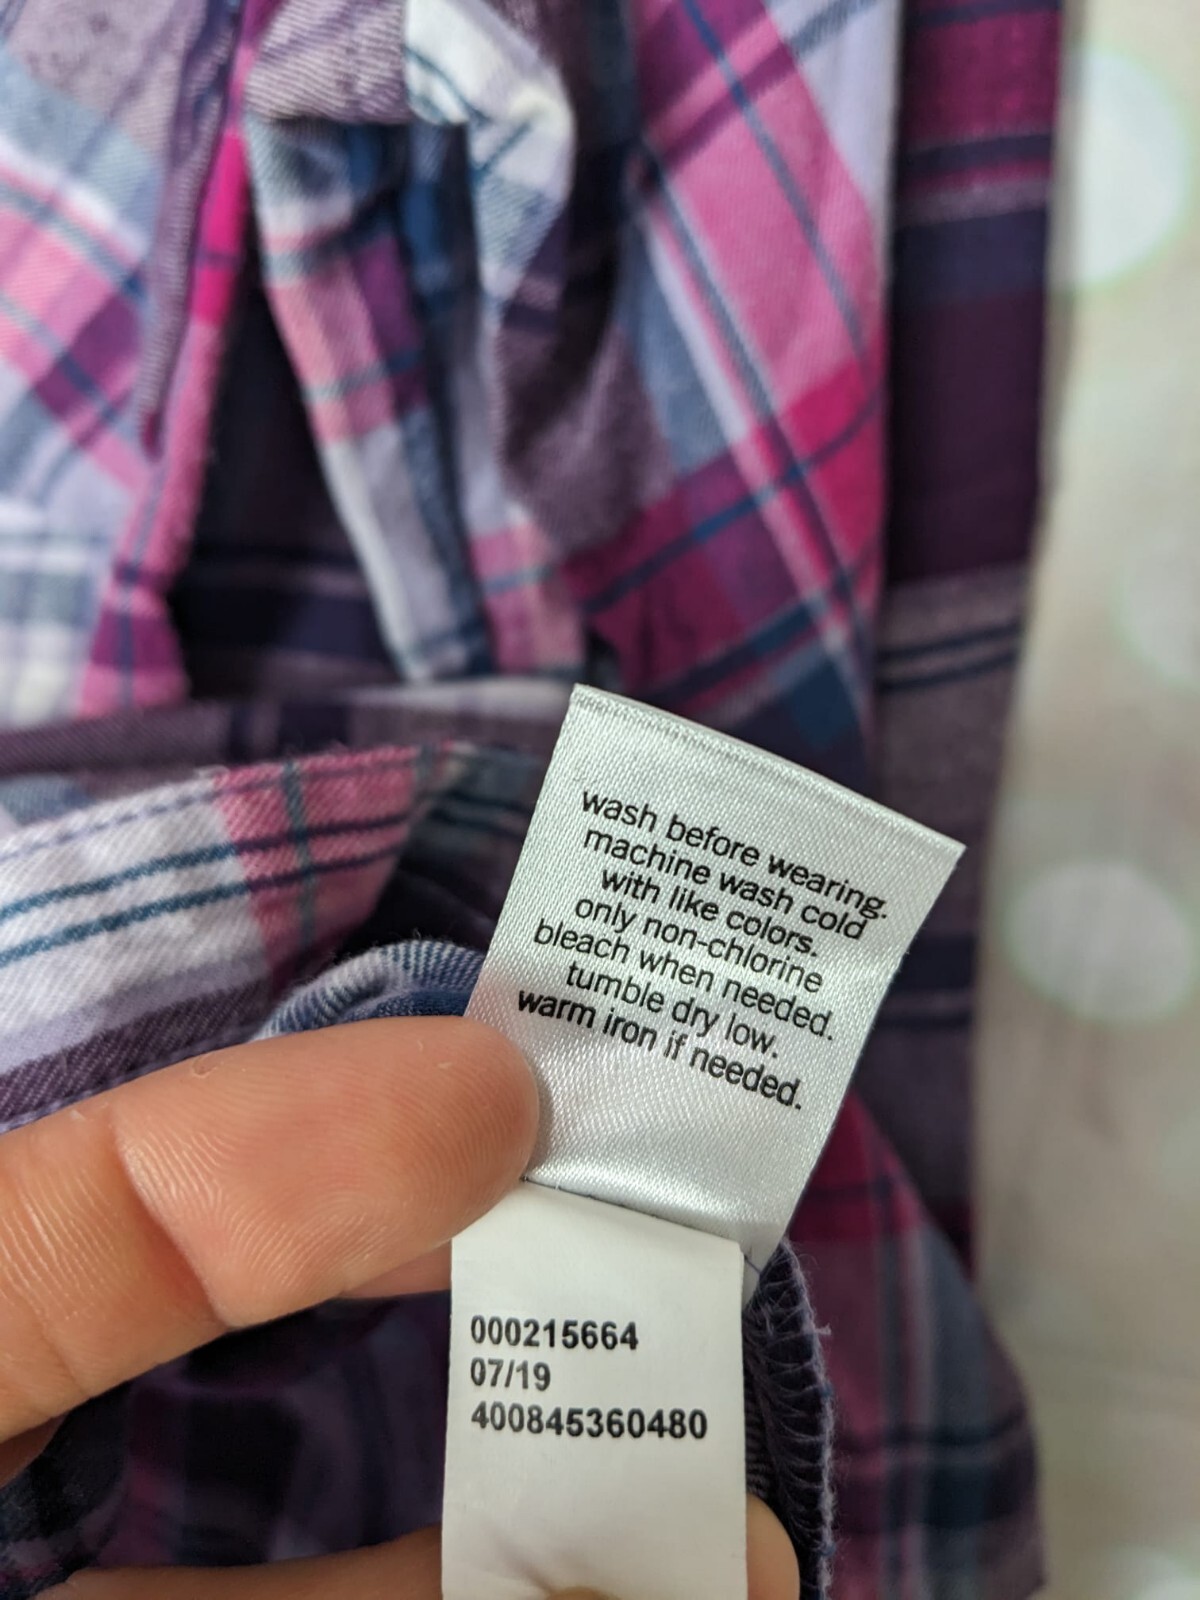 wash before wearing.
machine wash cold
with like colors.
only non-chlorine
bleach when needed.
tumble dry low.
warm iron if needed.
000215664
07/19
400845360480